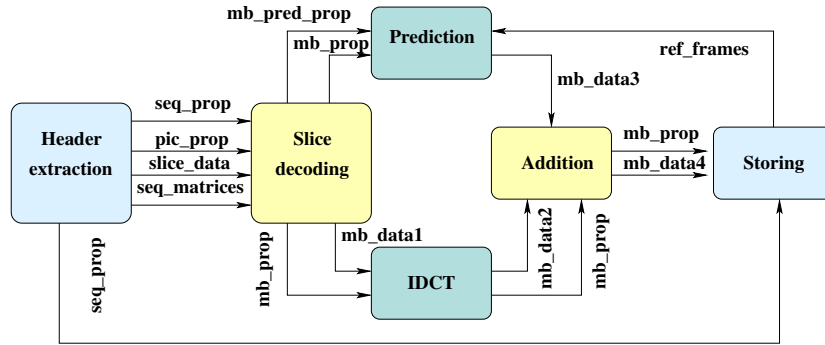 mb_pred_prop
mb_prop
Prediction
ref_frames
mb_data3
seq_prop
pic_prop
slice_data
seq_matrices
Header
extraction
Slice
decoding
Addition
mb_prop
mb_data4
Storing
seq_prop
mb_prop
mb_data1
IDCT
mb_data2
mb_prop